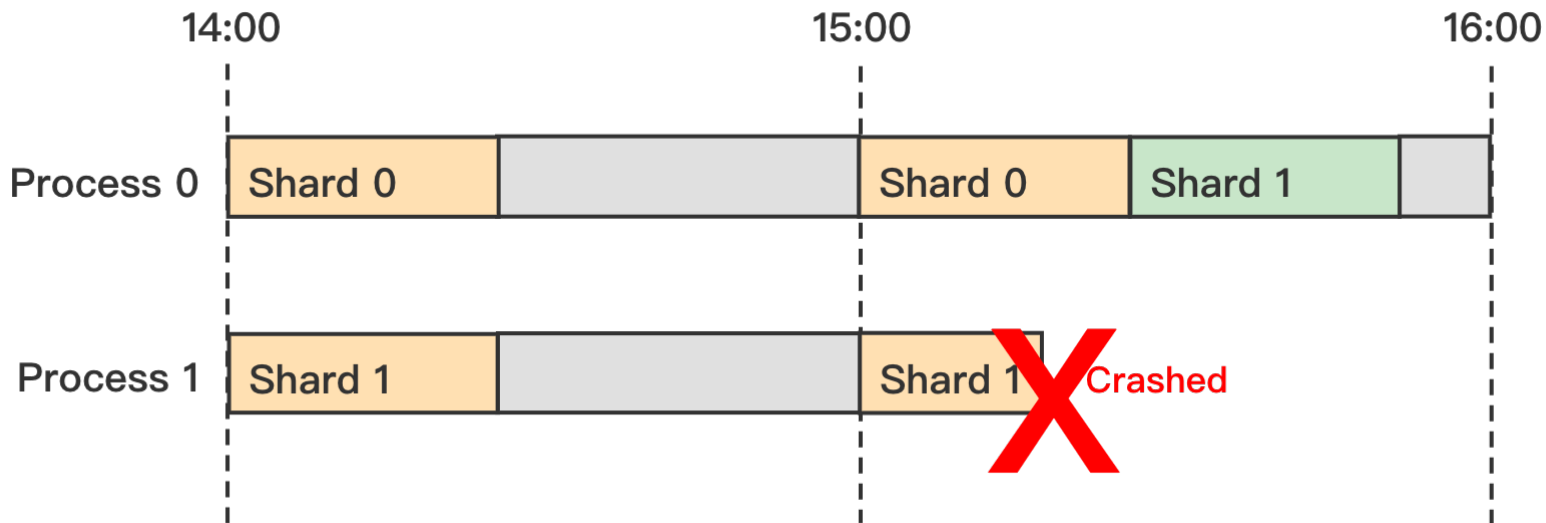 14:00 15:00 16:00
Process 0 Shard 0 Shard 0 Shard 1
Process 1 Shard 1 Shard 1 Crashed